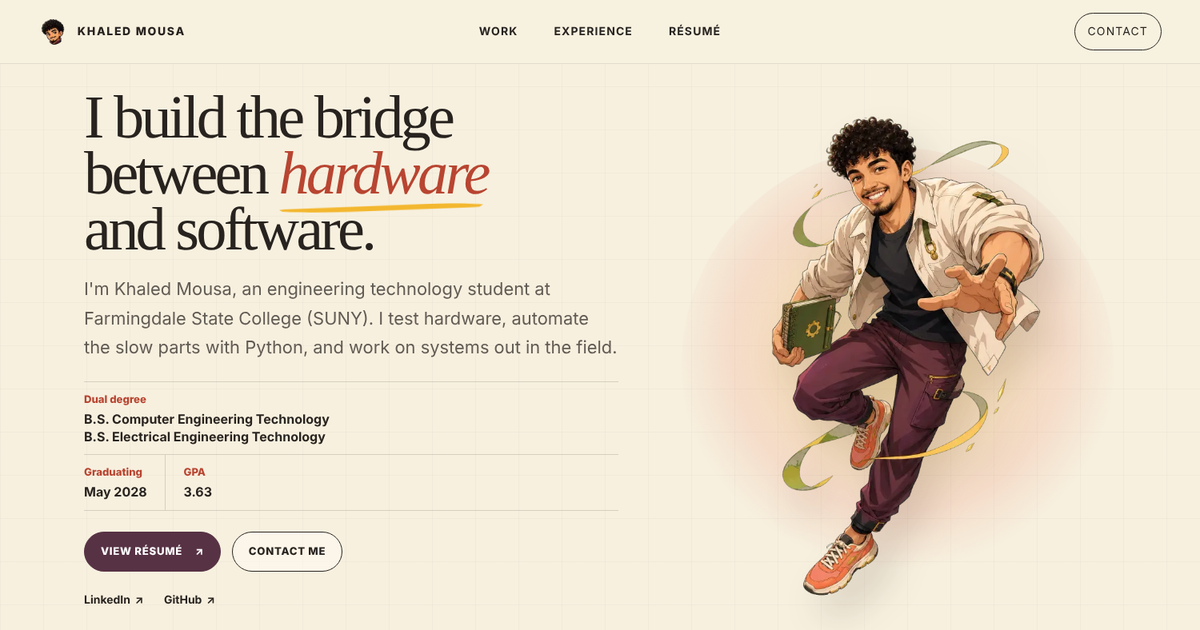 KHALED MOUSA
WORK
EXPERIENCE
RÉSUMÉ
CONTACT
I build the bridge
between hardware
and software.
I'm Khaled Mousa, an engineering technology student at
Farmingdale State College (SUNY). I test hardware, automate
the slow parts with Python, and work on systems out in the field.
Dual degree
B.S. Computer Engineering Technology
B.S. Electrical Engineering Technology
Graduating
May 2028
GPA
3.63
VIEW RÉSUMÉ ↗
CONTACT ME
LinkedIn ↗
GitHub ↗